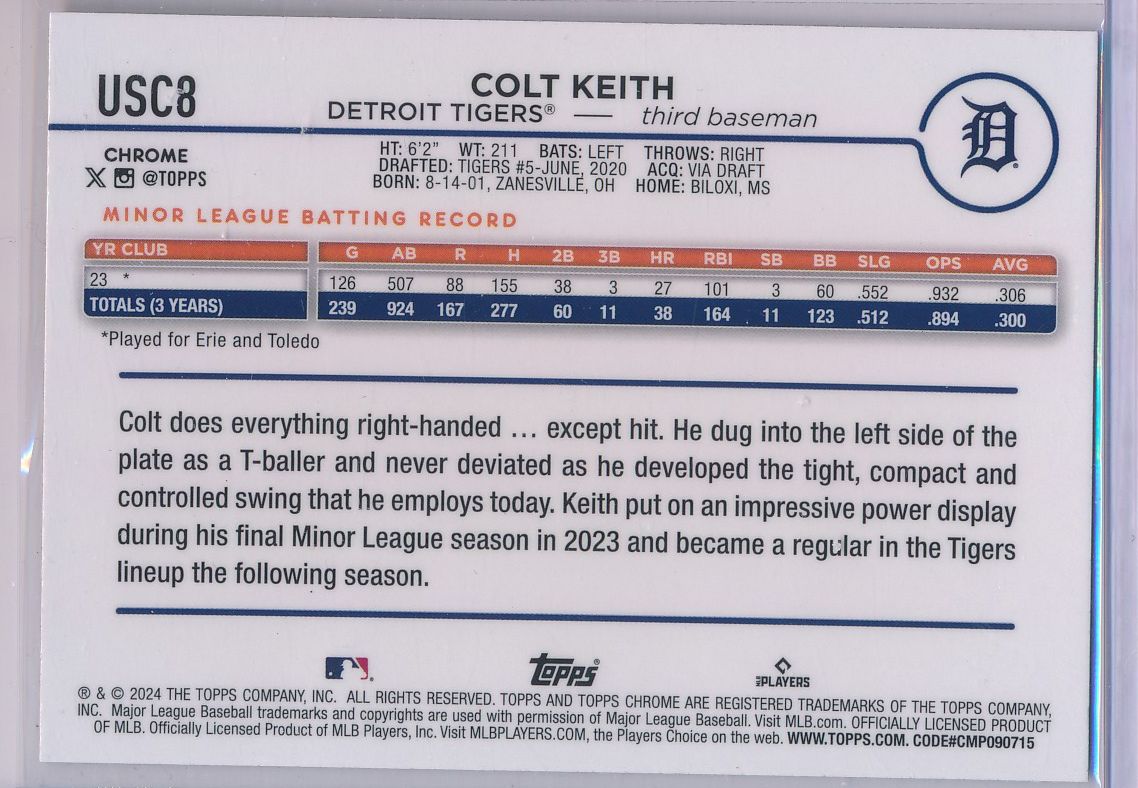 USC8
COLT KEITH
DETROIT TIGERS® — third baseman
D
CHROME
X @TOPPS
HT: 6'2" WT: 211 BATS: LEFT THROWS: RIGHT
DRAFTED: TIGERS #5-JUNE, 2020 ACQ: VIA DRAFT
BORN: 8-14-01, ZANESVILLE, OH HOME: BILOXI, MS
MINOR LEAGUE BATTING RECORD
YR CLUB G AB R H 2B 3B HR RBI SB BB SLG OPS AVG
23 * 126 507 88 155 38 3 27 101 3 60 .552 .932 .306
TOTALS (3 YEARS) 239 924 167 277 60 11 38 164 11 123 .512 .894 .300
*Played for Erie and Toledo
Colt does everything right-handed ... except hit. He dug into the left side of the
plate as a T-baller and never deviated as he developed the tight, compact and
controlled swing that he employs today. Keith put on an impressive power display
during his final Minor League season in 2023 and became a regular in the Tigers
lineup the following season.
Topps®
MLB PLAYERS
® & © 2024 THE TOPPS COMPANY, INC. ALL RIGHTS RESERVED. TOPPS AND TOPPS CHROME ARE REGISTERED TRADEMARKS OF THE TOPPS COMPANY,
INC. Major League Baseball trademarks and copyrights are used with permission of Major League Baseball. Visit MLB.com. OFFICIALLY LICENSED PRODUCT
OF MLB. Officially Licensed Product of MLB Players, Inc. Visit MLBPLAYERS.COM, the Players Choice on the web. WWW.TOPPS.COM. CODE#CMP090715